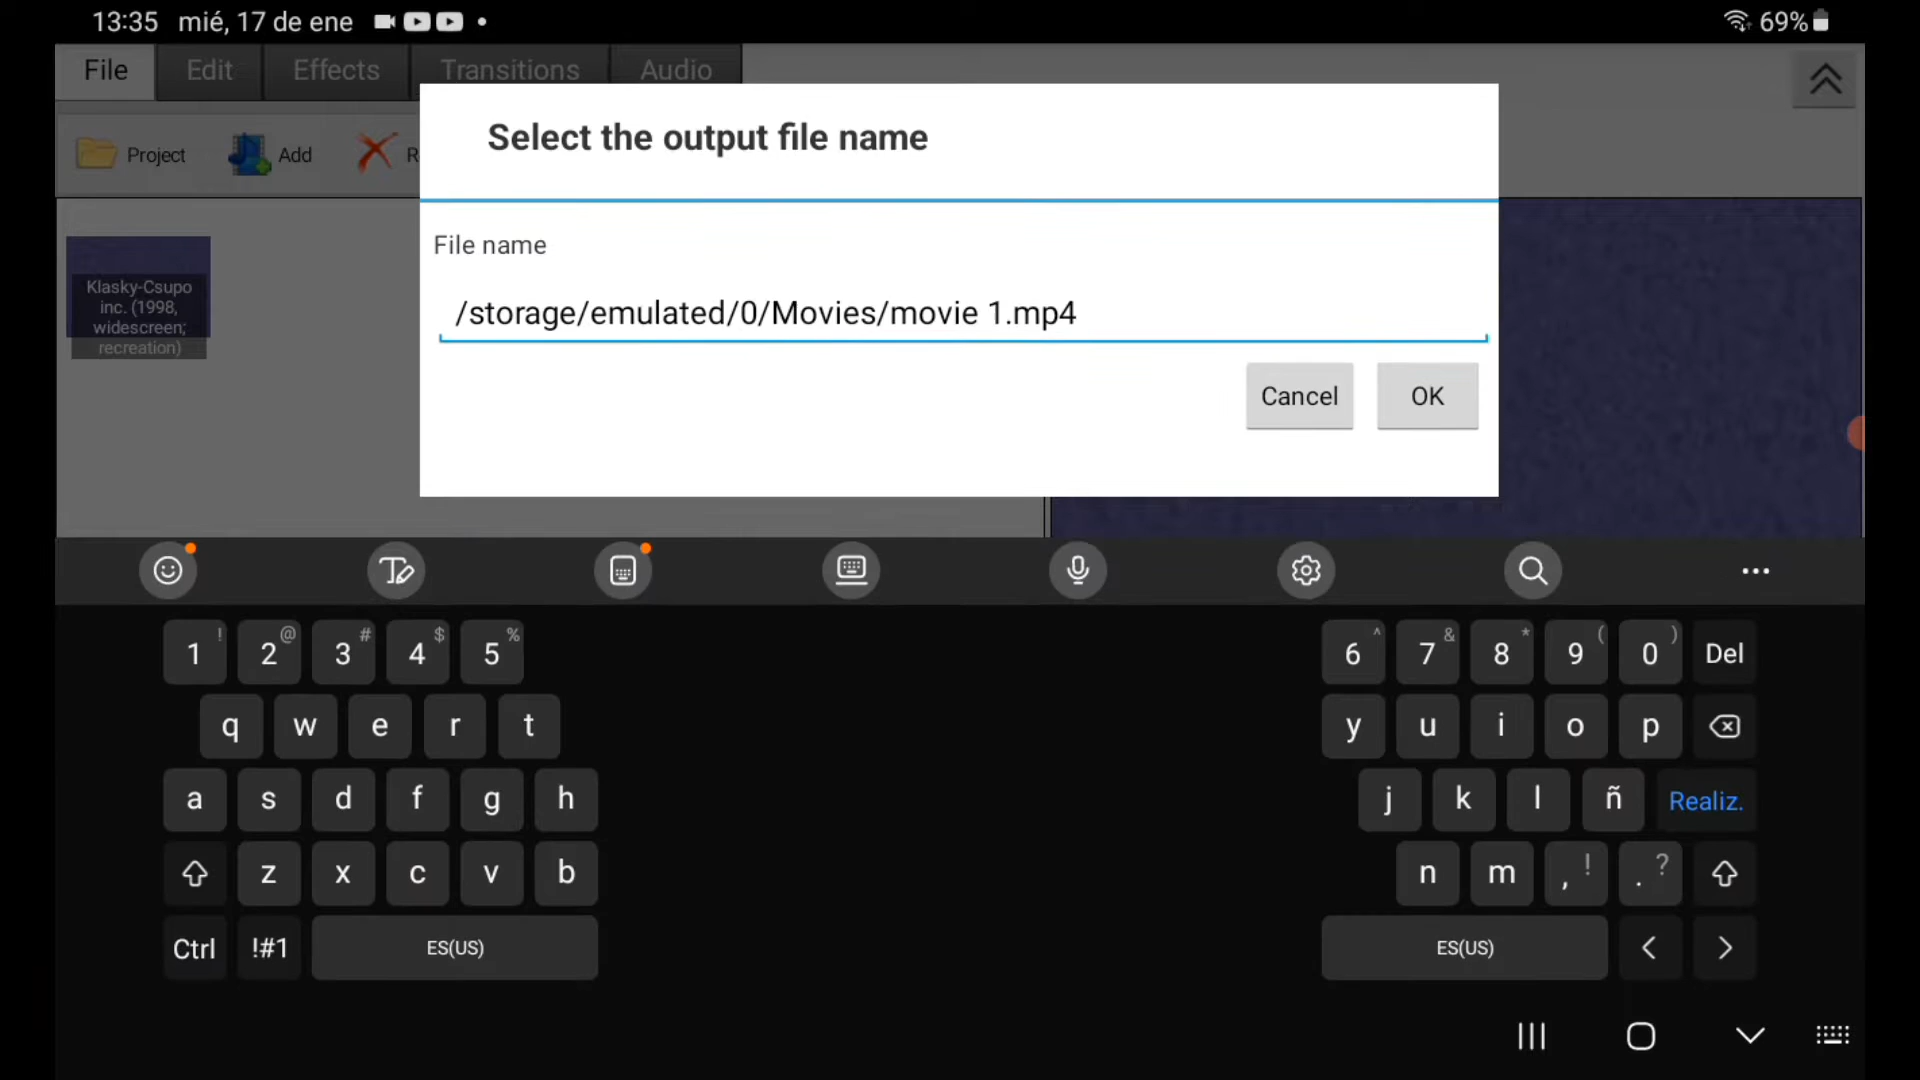 13:35 mié, 17 de ene 69%
File Edit Effects Transitions Audio
Select the output file name
Project Add R
File name
Klasky-Csupo
inc. (1998,
widescreen;
recreation)
/storage/emulated/0/Movies/movie 1.mp4
Cancel OK
1 ! 2 @ 3 # 4 $ 5 % 6 ^ 7 & 8 * 9 ( 0 ) Del
q w e r t y u i o p
a s d f g h j k l ñ Realiz.
z x c v b n m , ! . ?
Ctrl !#1 ES(US) ES(US) < >